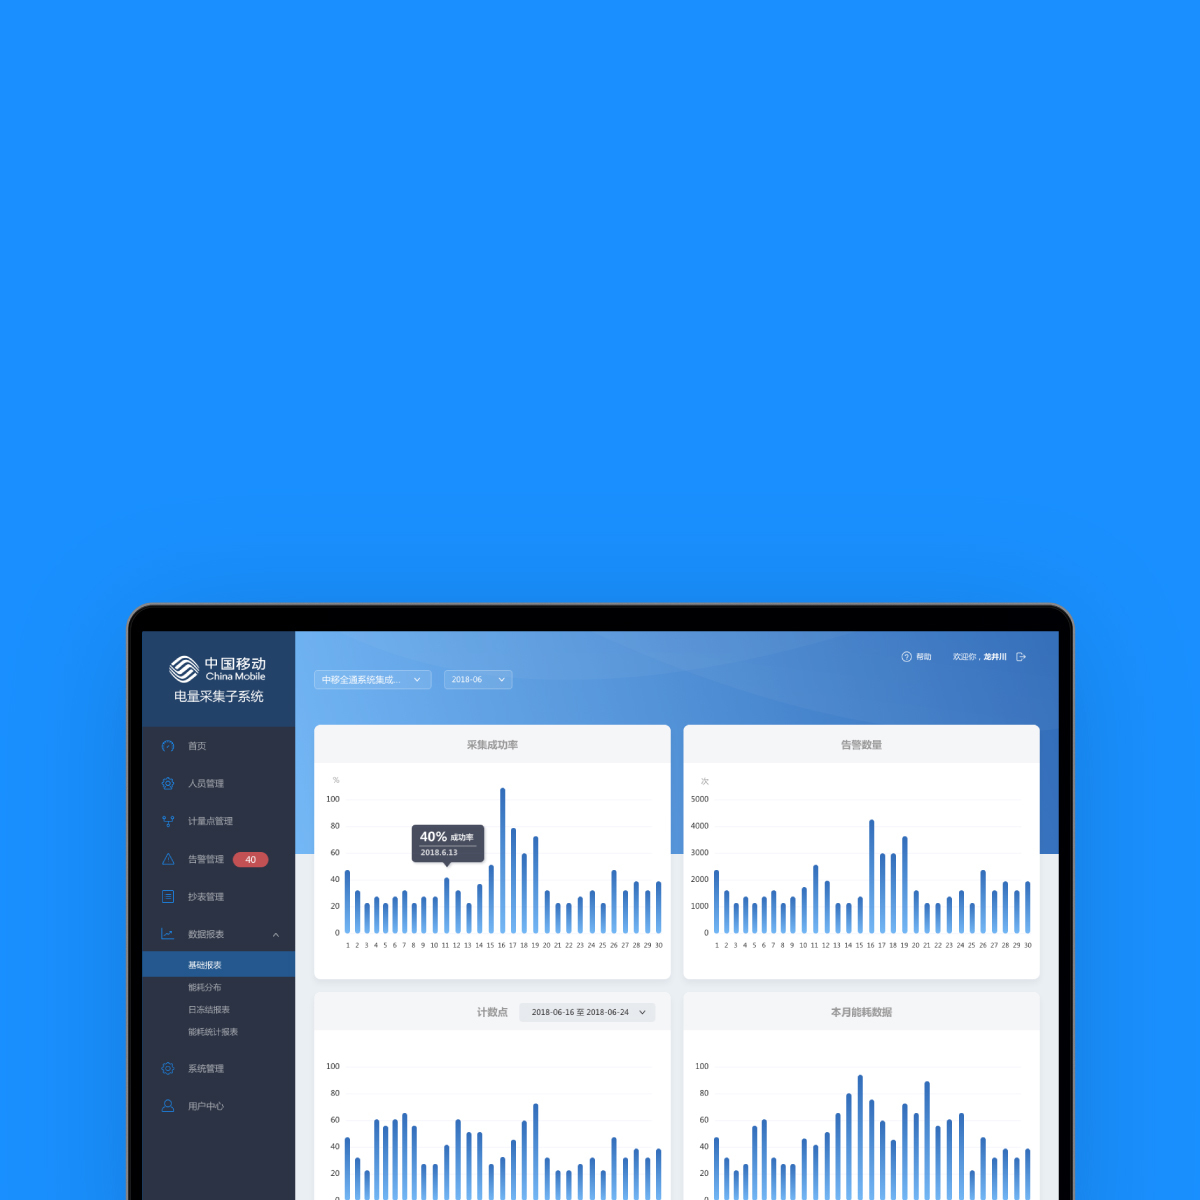 中国移动
China Mobile
电量采集子系统
首页
人员管理
计量点管理
告警管理 40
抄表管理
数据报表
基础报表
能耗分布
日冻结报表
能耗统计报表
系统管理
用户中心
帮助 欢迎你，龙井川
中移全通系统集成... 2018-06
采集成功率
%
100
80
60
40
20
0
40% 成功率
2018.6.13
1 2 3 4 5 6 7 8 9 10 11 12 13 14 15 16 17 18 19 20 21 22 23 24 25 26 27 28 29 30
告警数量
次
5000
4000
3000
2000
1000
0
1 2 3 4 5 6 7 8 9 10 11 12 13 14 15 16 17 18 19 20 21 22 23 24 25 26 27 28 29 30
计数点 2018-06-16 至 2018-06-24
100
80
60
40
20
0
本月能耗数据
100
80
60
40
20
0